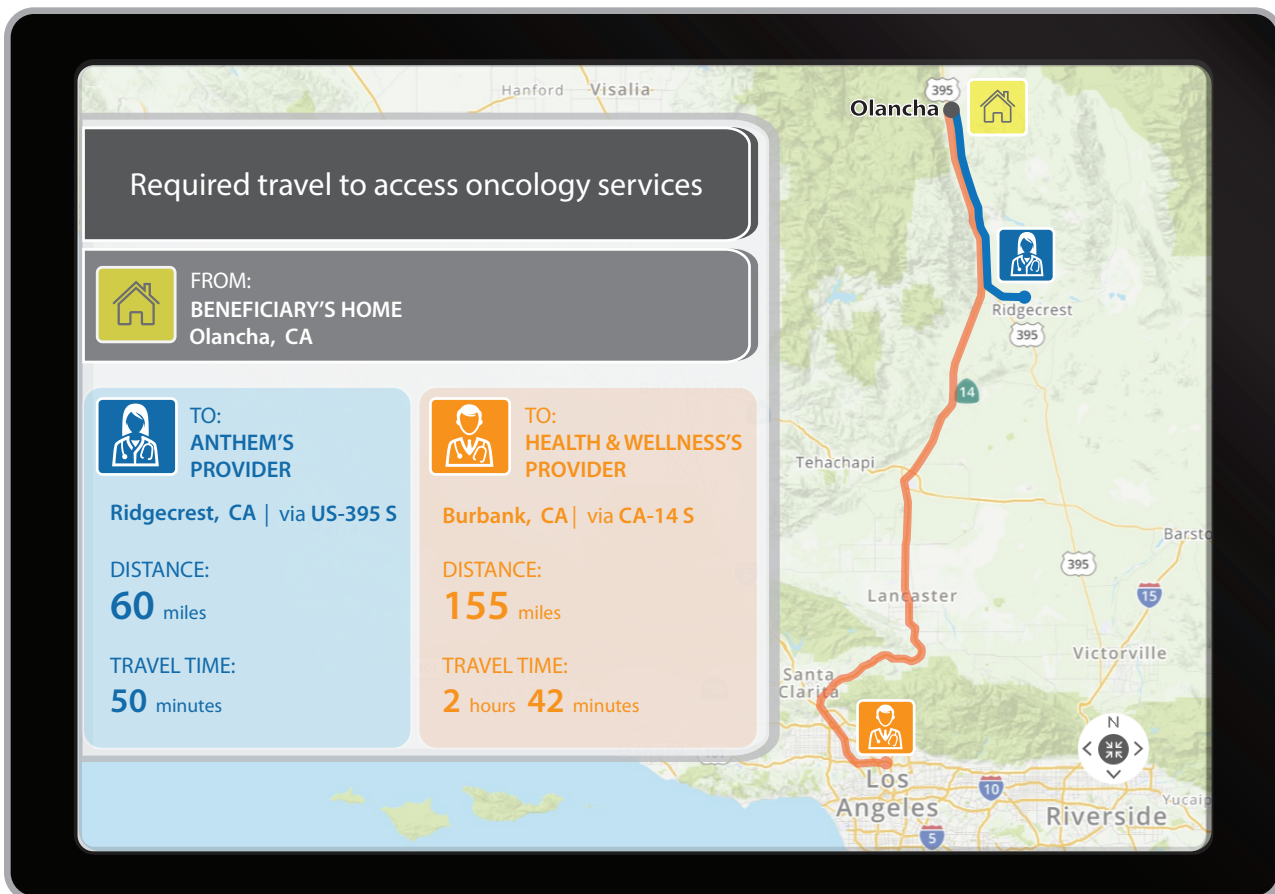 Required travel to access oncology services
FROM:
BENEFICIARY'S HOME
Olancha, CA
TO:
ANTHEM'S
PROVIDER
Ridgecrest, CA | via US-395 S
DISTANCE:
60 miles
TRAVEL TIME:
50 minutes
TO:
HEALTH & WELLNESS'S
PROVIDER
Burbank, CA | via CA-14 S
DISTANCE:
155 miles
TRAVEL TIME:
2 hours 42 minutes
Hanford
Visalia
395
Olancha
Ridgecrest
395
14
Tehachapi
Barsto
395
Lancaster
15
Victorville
Santa
Clarita
N
Los
Angeles
10
Riverside
Yucaip
5